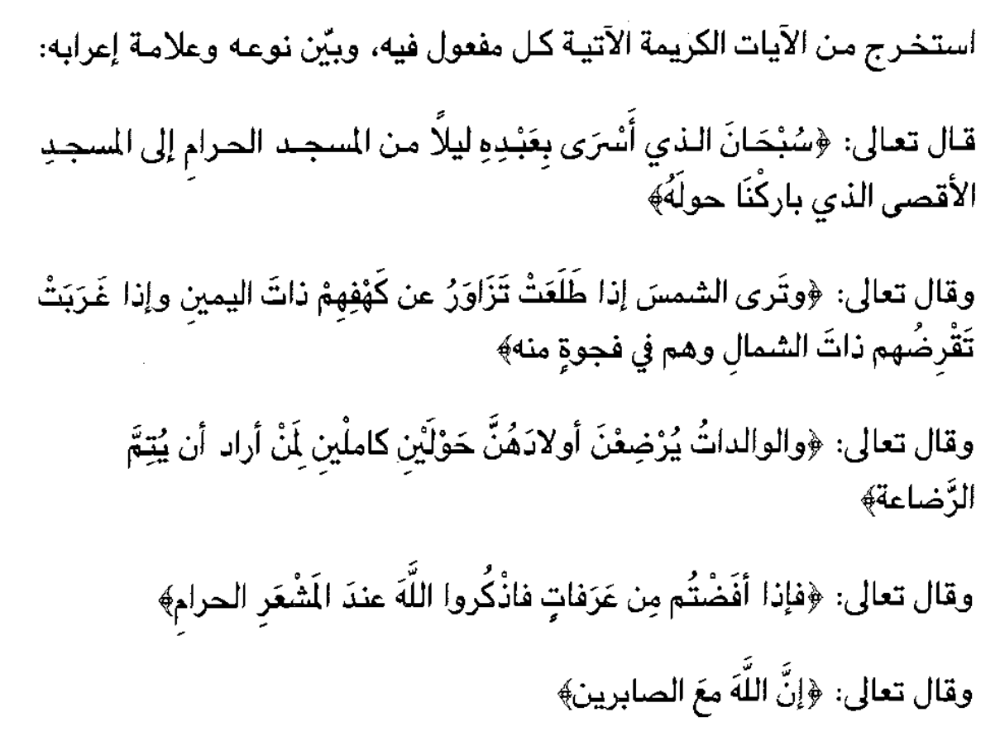 استخرج من الآيات الكريمة الآتية كل مفعول فيه، وبيّن نوعه وعلامة إعرابه:
قال تعالى: ﴿سُبْحَانَ الذي أَسْرَى بِعَبْدِهِ ليلاً من المسجد الحرامِ إلى المسجدِ
الأقصى الذي باركْنَا حولَهُ﴾
وقال تعالى: ﴿وتَرى الشمسَ إذا طَلَعَتْ تَزَاوَرُ عن كَهْفِهِمْ ذاتَ اليمينِ وإذا غَرَبَتْ
تَقْرِضُهم ذاتَ الشمالِ وهم في فجوةٍ منه﴾
وقال تعالى: ﴿والوالداتُ يُرْضِعْنَ أولادَهُنَّ حَوْلَيْنِ كاملْينِ لِمَنْ أراد أن يُتِمَّ
الرَّضاعة﴾
وقال تعالى: ﴿فإذا أفَضْتُم مِن عَرَفاتٍ فاذْكُروا اللَّهَ عندَ المَشْعَرِ الحرامِ﴾
وقال تعالى: ﴿إنَّ اللَّهَ معَ الصابرين﴾